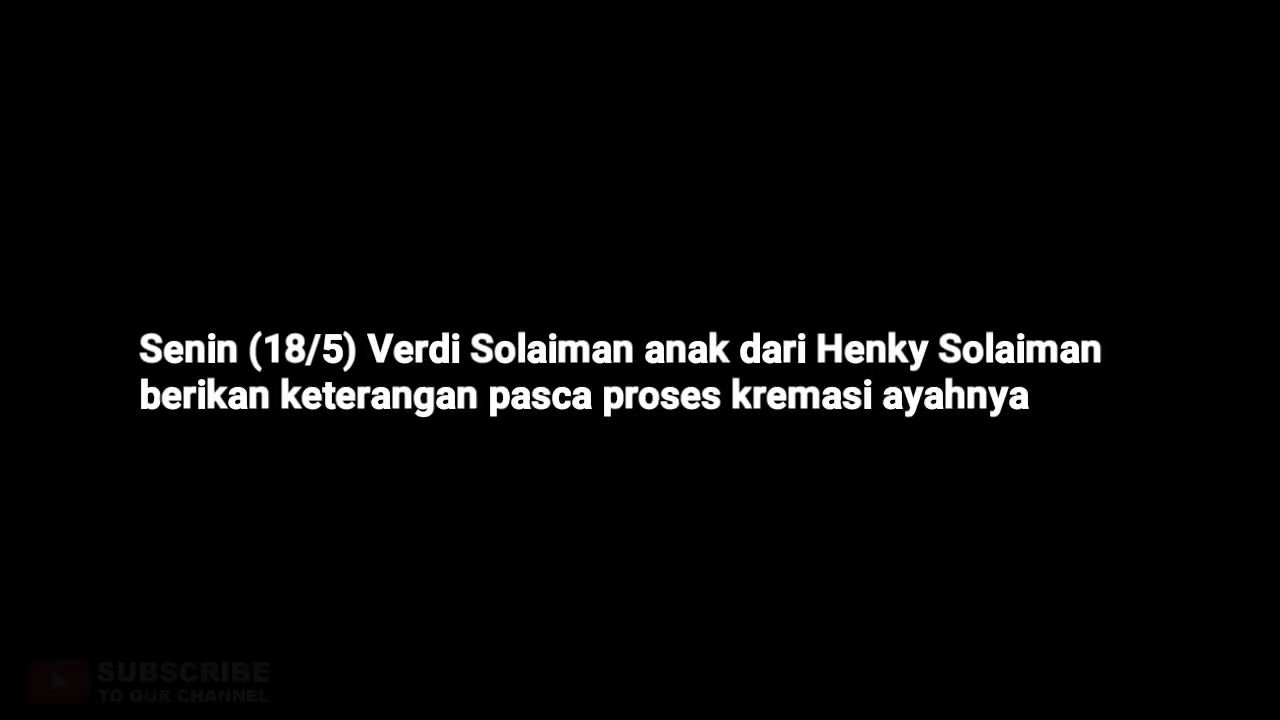 Senin (18/5) Verdi Solaiman anak dari Henky Solaiman
berikan keterangan pasca proses kremasi ayahnya
SUBSCRIBE
TO OUR CHANNEL